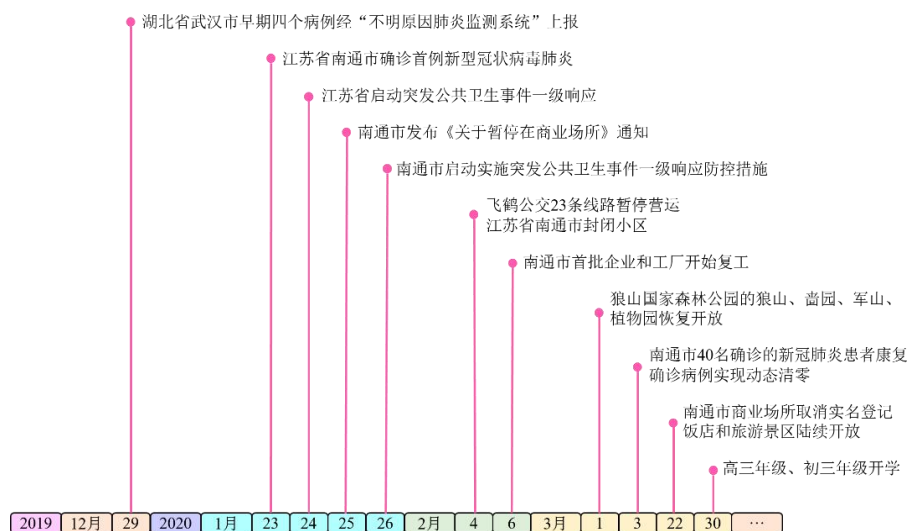 湖北省武汉市早期四个病例经“不明原因肺炎监测系统”上报
江苏省南通市确诊首例新型冠状病毒肺炎
江苏省启动突发公共卫生事件一级响应
南通市发布《关于暂停在商业场所》通知
南通市启动实施突发公共卫生事件一级响应防控措施
飞鹤公交23条线路暂停营运
江苏省南通市封闭小区
南通市首批企业和工厂开始复工
狼山国家森林公园的狼山、啬园、军山、
植物园恢复开放
南通市40名确诊的新冠肺炎患者康复
确诊病例实现动态清零
南通市商业场所取消实名登记
饭店和旅游景区陆续开放
高三年级、初三年级开学
2019 12月 29 2020 1月 23 24 25 26 2月 4 6 3月 1 3 22 30 …